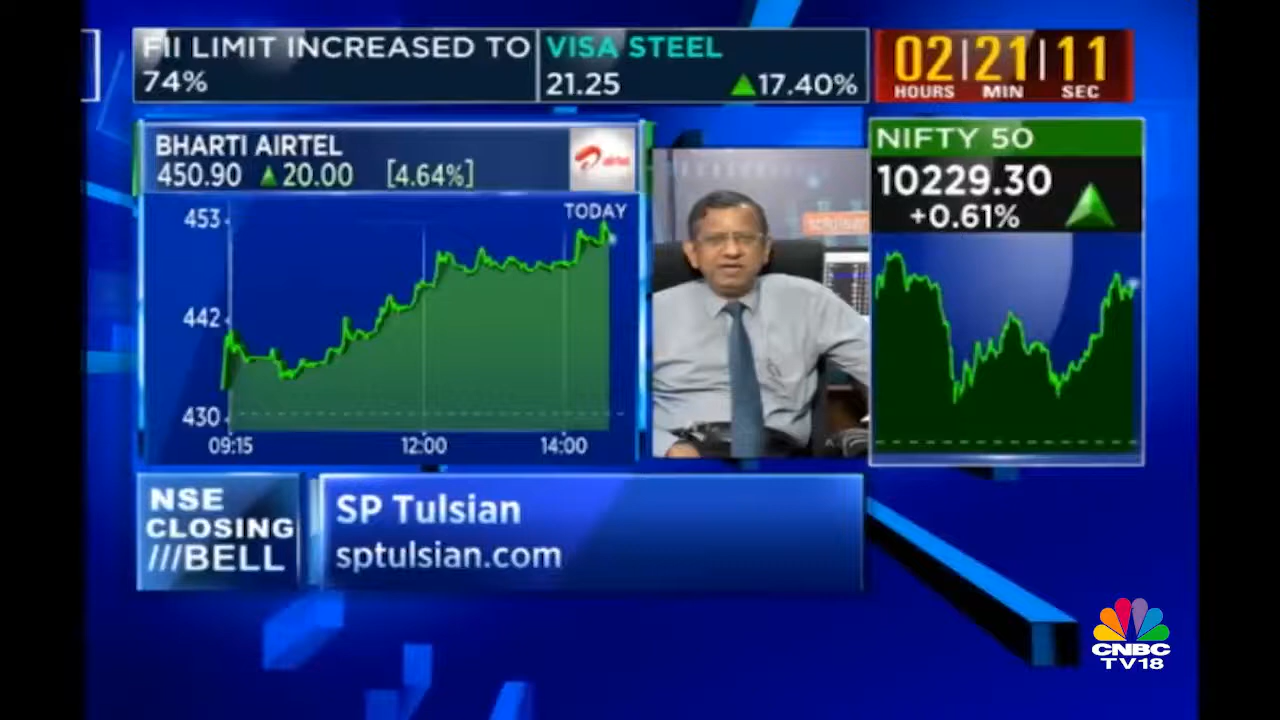 FII LIMIT INCREASED TO
74%
VISA STEEL
21.25 ▲17.40%
02|21|11
HOURS MIN SEC
BHARTI AIRTEL
450.90 ▲ 20.00 [4.64%]
airtel
TODAY
453
442
430
09:15 12:00 14:00
NIFTY 50
10229.30
+0.61%
NSE
CLOSING
///BELL
SP Tulsian
sptulsian.com
CNBC
TV18